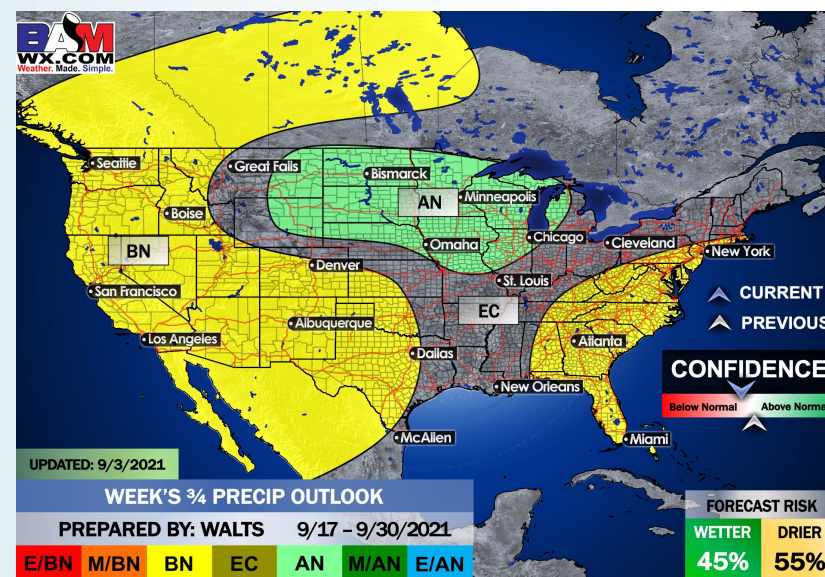 BAM
WX.COM
Weather. Made. Simple.
Seattle
Great Falls
Bismarck
AN
Minneapolis
Boise
BN
Omaha
Chicago
Cleveland
New York
Denver
St. Louis
San Francisco
EC
CURRENT
PREVIOUS
Albuquerque
Los Angeles
Atlanta
Dallas
CONFIDENCE
New Orleans
Below Normal
Above Norma
McAllen
Miami
UPDATED: 9/3/2021
WEEK'S ¾ PRECIP OUTLOOK
PREPARED BY: WALTS 9/17 – 9/30/2021
E/BN M/BN BN EC AN M/AN E/AN
FORECAST RISK
WETTER DRIER
45% 55%